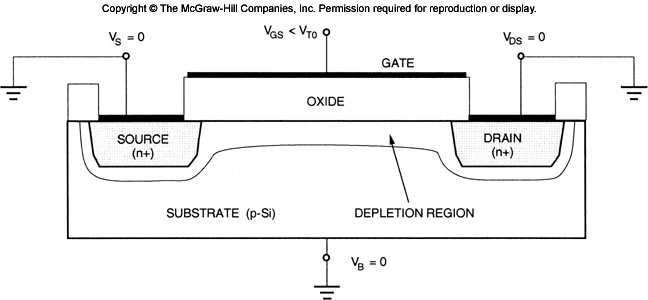 Copyright © The McGraw-Hill Companies, Inc. Permission required for reproduction or display.
V_S = 0
V_GS < V_T0
V_DS = 0
GATE
OXIDE
SOURCE
(n+)
DRAIN
(n+)
SUBSTRATE (p-Si)
DEPLETION REGION
V_B = 0